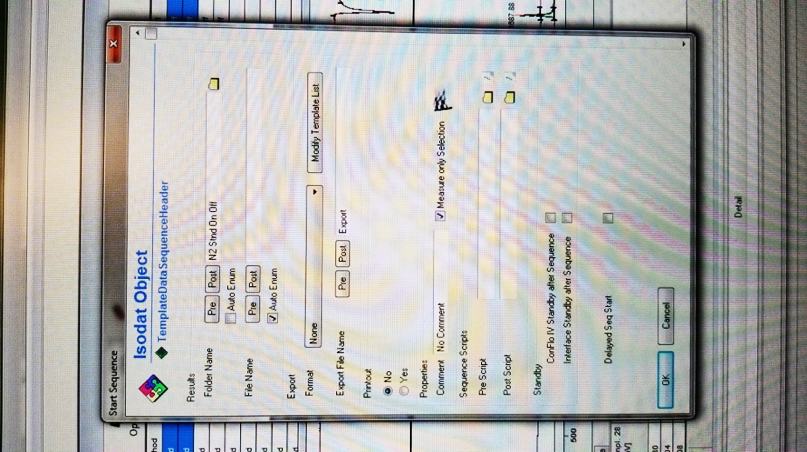 Start Sequence
Isodat Object
TemplateDataSequenceHeader
Results
Folder Name Pre Post N2 Stnd On Off
Auto Enum
File Name Pre Post
Auto Enum
Export
Format None Modify Template List
Export File Name Pre Post Export
Printout
No
Yes
Properties
Comment No Comment Measure only Selection
Sequence Scripts
Pre Script
Post Script
Standby
ConFlo IV Standby after Sequence
Interface Standby after Sequence
Delayed Seq Start
OK Cancel
Detail
500